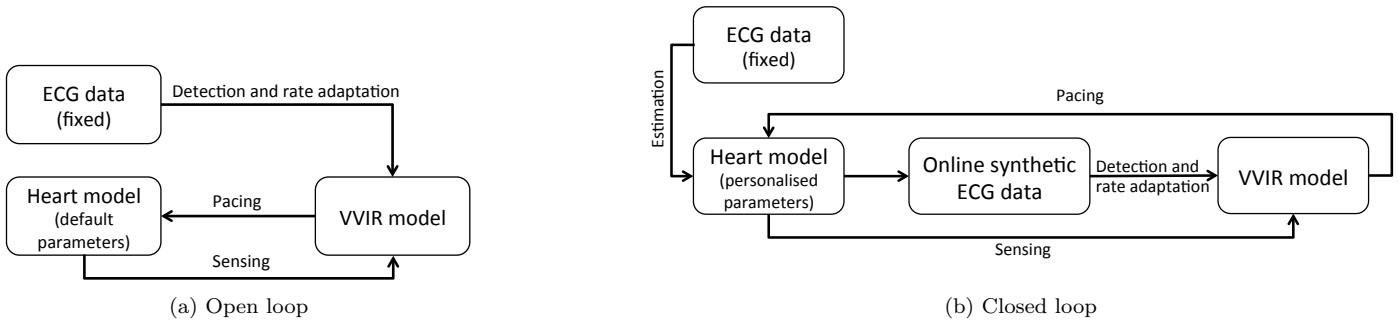 ECG data
(fixed)
Detection and rate adaptation
Heart model
(default
parameters)
Pacing
VVIR model
Sensing
(a) Open loop
ECG data
(fixed)
Estimation
Pacing
Heart model
(personalised
parameters)
Online synthetic
ECG data
Detection and
rate adaptation
VVIR model
Sensing
(b) Closed loop